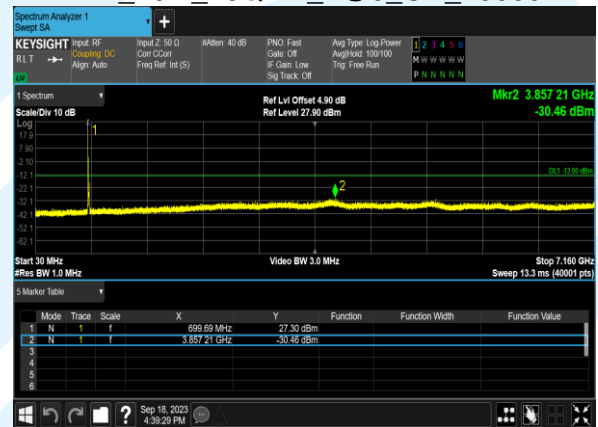 Spectrum Analyzer 1
Swept SA
KEYSIGHT Input: RF Input Z: 50 Ω #Atten: 40 dB PNO: Fast Avg Type: Log-Power 1 2 3 4 5 6
RLT Coupling: DC Corr CCorr Gate: Off Avg|Hold: 100/100 M W W W W W
Align: Auto Freq Ref: Int (S) IF Gain: Low Trig: Free Run
Sig Track: Off P N N N N N
1 Spectrum Ref Lvl Offset 4.90 dB Mkr2 3.857 21 GHz
Scale/Div 10 dB Ref Level 27.90 dBm -30.46 dBm
Log
17.9
7.90
-2.10
-12.1
-22.1
-32.1
-42.1
-52.1
-62.1
1
DL1 -13.00 dBm
2
Start 30 MHz Video BW 3.0 MHz Stop 7.160 GHz
#Res BW 1.0 MHz Sweep 13.3 ms (40001 pts)
5 Marker Table
Mode Trace Scale X Y Function Function Width Function Value
1 N 1 f 699.69 MHz 27.30 dBm
2 N 1 f 3.857 21 GHz -30.46 dBm
3
4
5
6
? Sep 18, 2023
4:39:29 PM